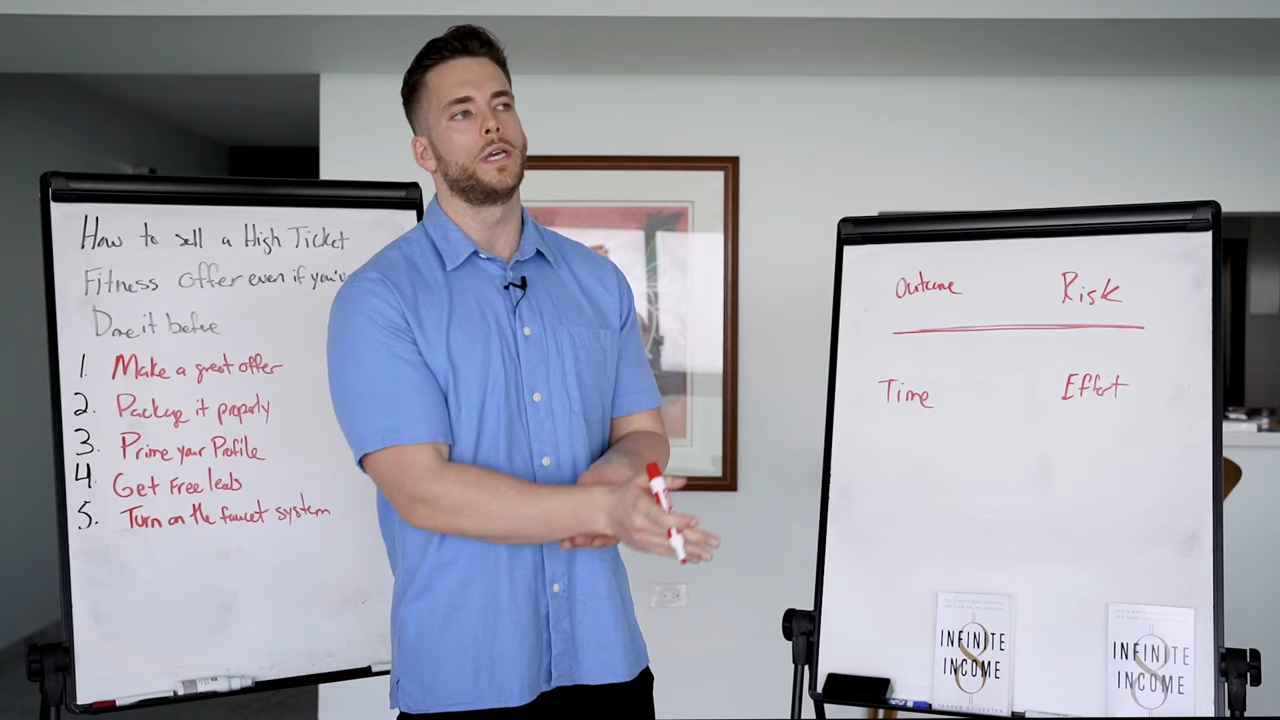 How to sell a High Ticket
Fitness offer even if you'v
Done it before
1. Make a great offer
2. Package it properly
3. Prime your Profile
4. Get Free leads
5. Turn on the faucet system
Outcome Risk
Time Effort
INFINITE
INCOME
INFINITE
INCOME